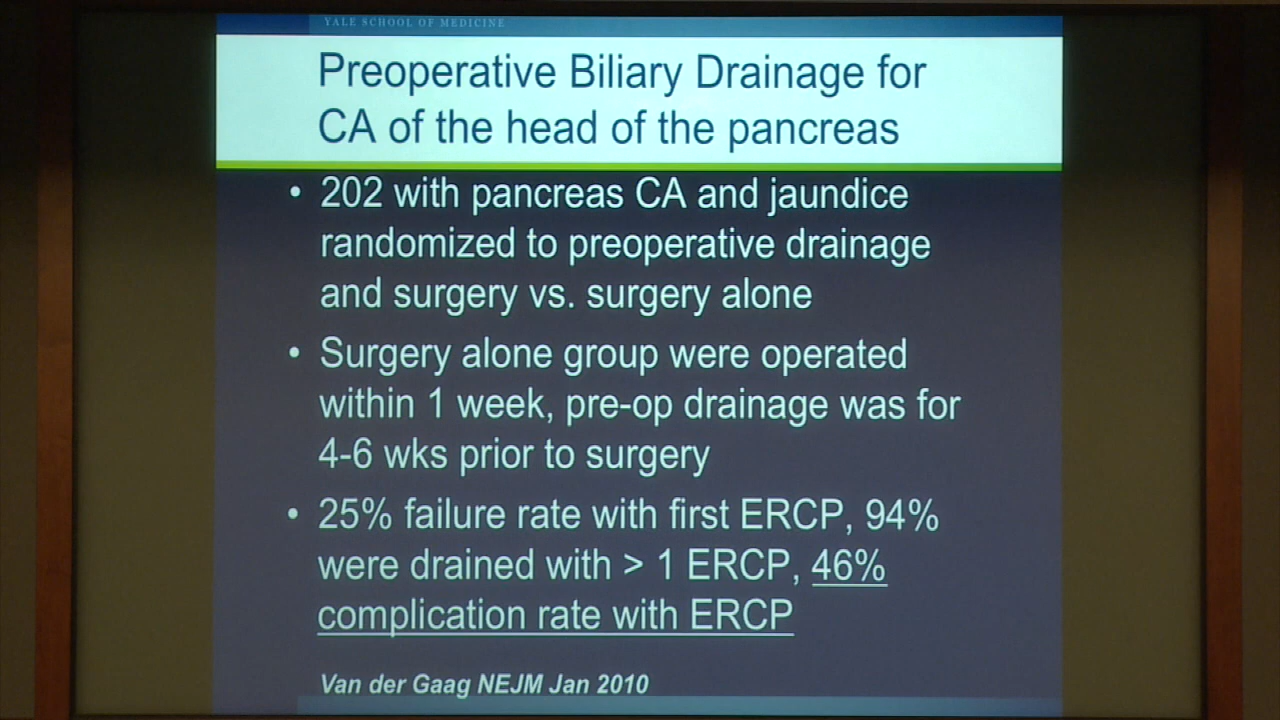 YALE SCHOOL OF MEDICINE
Preoperative Biliary Drainage for
CA of the head of the pancreas
• 202 with pancreas CA and jaundice
randomized to preoperative drainage
and surgery vs. surgery alone
• Surgery alone group were operated
within 1 week, pre-op drainage was for
4-6 wks prior to surgery
• 25% failure rate with first ERCP, 94%
were drained with > 1 ERCP, 46%
complication rate with ERCP
Van der Gaag NEJM Jan 2010